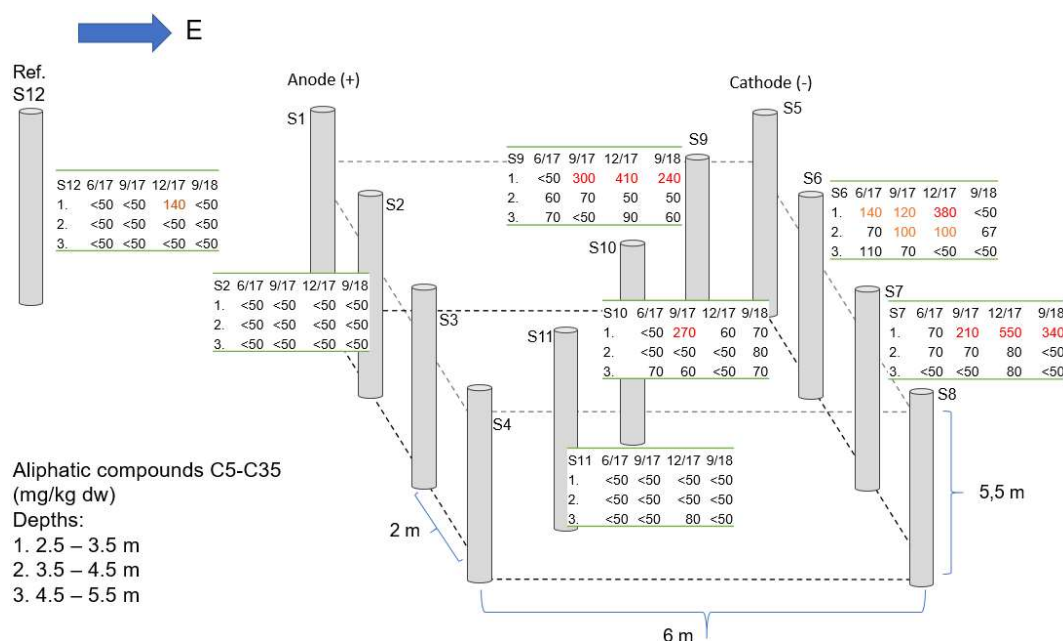 E
Ref.
S12
Anode (+)
Cathode (-)
S1
S5
S9
S2
S6
S10
S3
S7
S11
S4
S8
S12 6/17 9/17 12/17 9/18
1. <50 <50 140 <50
2. <50 <50 <50 <50
3. <50 <50 <50 <50
S9 6/17 9/17 12/17 9/18
1. <50 300 410 240
2. 60 70 50 50
3. 70 <50 90 60
S6 6/17 9/17 12/17 9/18
1. 140 120 380 <50
2. 70 100 100 67
3. 110 70 <50 <50
S2 6/17 9/17 12/17 9/18
1. <50 <50 <50 <50
2. <50 <50 <50 <50
3. <50 <50 <50 <50
S10 6/17 9/17 12/17 9/18
1. <50 270 60 70
2. <50 <50 <50 80
3. 70 60 <50 70
S7 6/17 9/17 12/17 9/18
1. 70 210 550 340
2. 70 70 80 <50
3. <50 <50 80 <50
S11 6/17 9/17 12/17 9/18
1. <50 <50 <50 <50
2. <50 <50 <50 <50
3. <50 <50 80 <50
Aliphatic compounds C5-C35
(mg/kg dw)
Depths:
1. 2.5 – 3.5 m
2. 3.5 – 4.5 m
3. 4.5 – 5.5 m
2 m
5,5 m
6 m